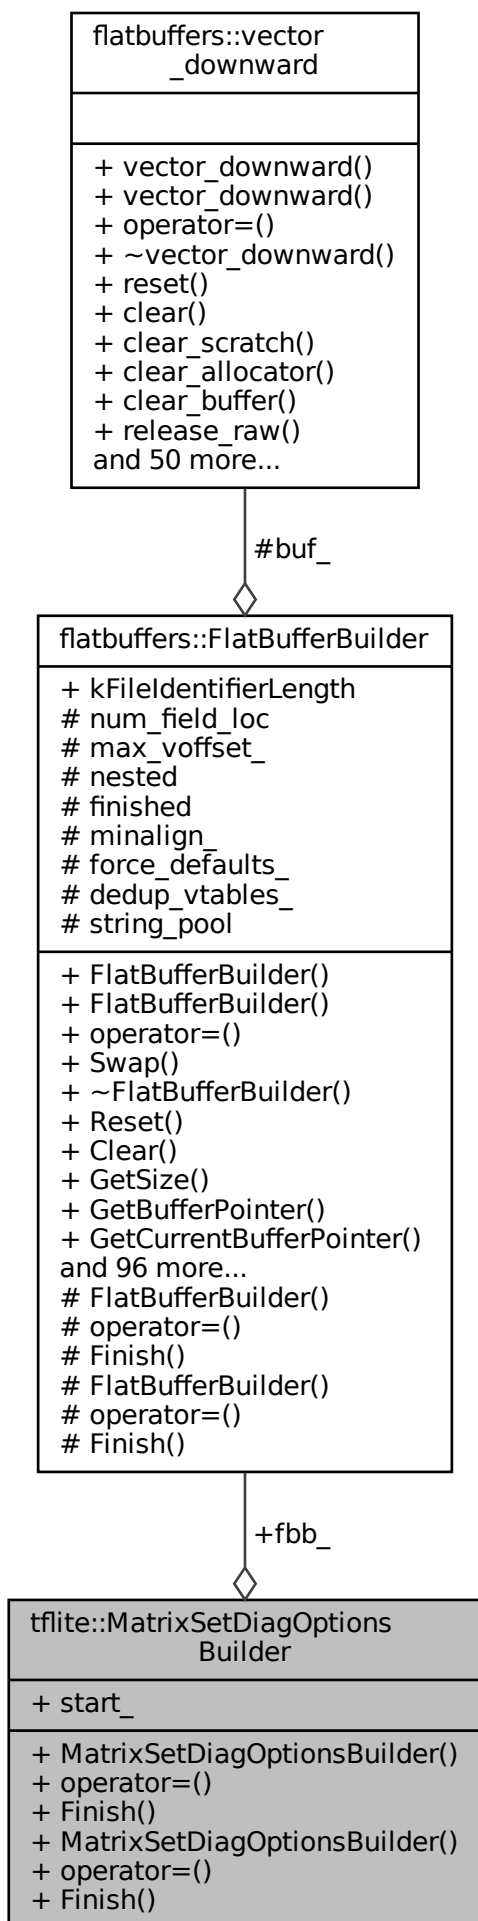 flatbuffers::vector
_downward
+ vector_downward()
+ vector_downward()
+ operator=()
+ ~vector_downward()
+ reset()
+ clear()
+ clear_scratch()
+ clear_allocator()
+ clear_buffer()
+ release_raw()
and 50 more...
#buf_
flatbuffers::FlatBufferBuilder
+ kFileIdentifierLength
# num_field_loc
# max_voffset_
# nested
# finished
# minalign_
# force_defaults_
# dedup_vtables_
# string_pool
+ FlatBufferBuilder()
+ FlatBufferBuilder()
+ operator=()
+ Swap()
+ ~FlatBufferBuilder()
+ Reset()
+ Clear()
+ GetSize()
+ GetBufferPointer()
+ GetCurrentBufferPointer()
and 96 more...
# FlatBufferBuilder()
# operator=()
# Finish()
# FlatBufferBuilder()
# operator=()
# Finish()
+fbb_
tflite::MatrixSetDiagOptions
Builder
+ start_
+ MatrixSetDiagOptionsBuilder()
+ operator=()
+ Finish()
+ MatrixSetDiagOptionsBuilder()
+ operator=()
+ Finish()